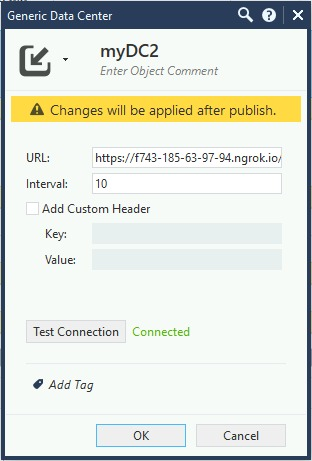 Generic Data Center
myDC2
Enter Object Comment
Changes will be applied after publish.
URL: https://f743-185-63-97-94.ngrok.io/
Interval: 10
Add Custom Header
Key:
Value:
Test Connection Connected
Add Tag
OK Cancel